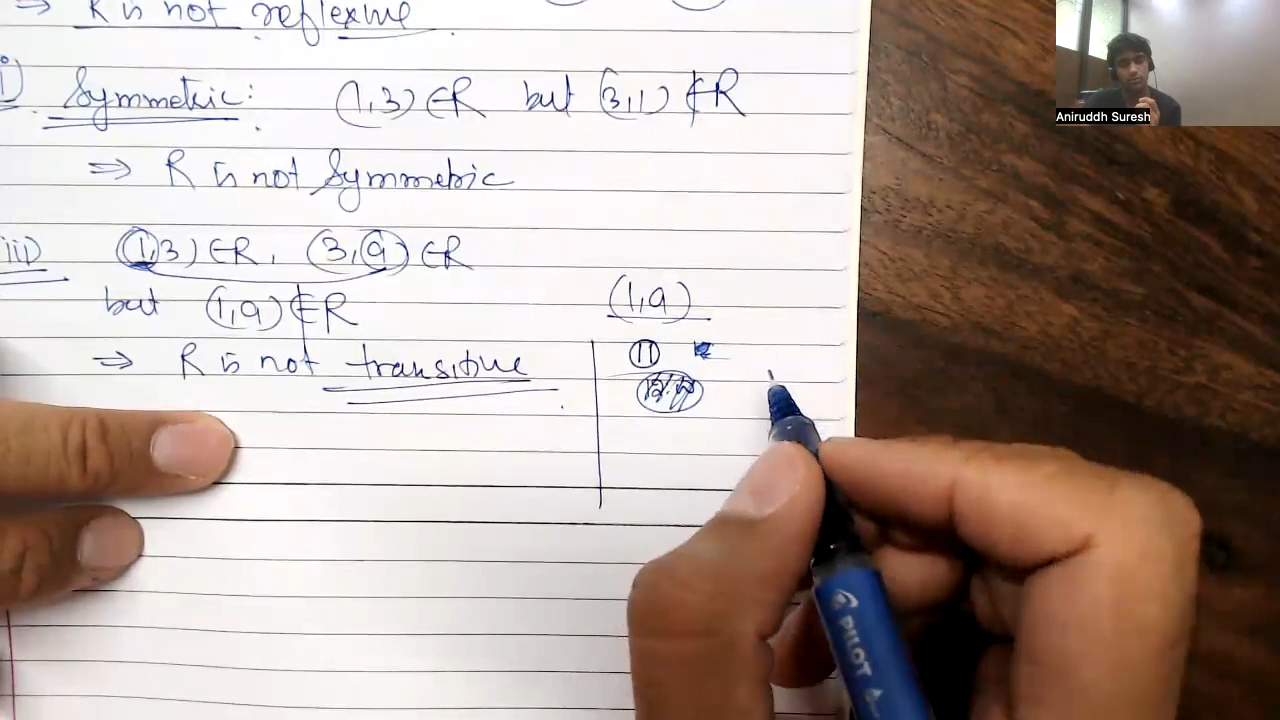 ⇒ R is not reflexive
Aniruddh Suresh
i) Symmetric: (1,3) ∈ R but (3,1) ∉ R
⇒ R is not Symmetric
iii) (1,3) ∈ R, (3,9) ∈ R
but (1,9) ∉ R
(1,9)
⇒ R is not transitive
11
PILOT